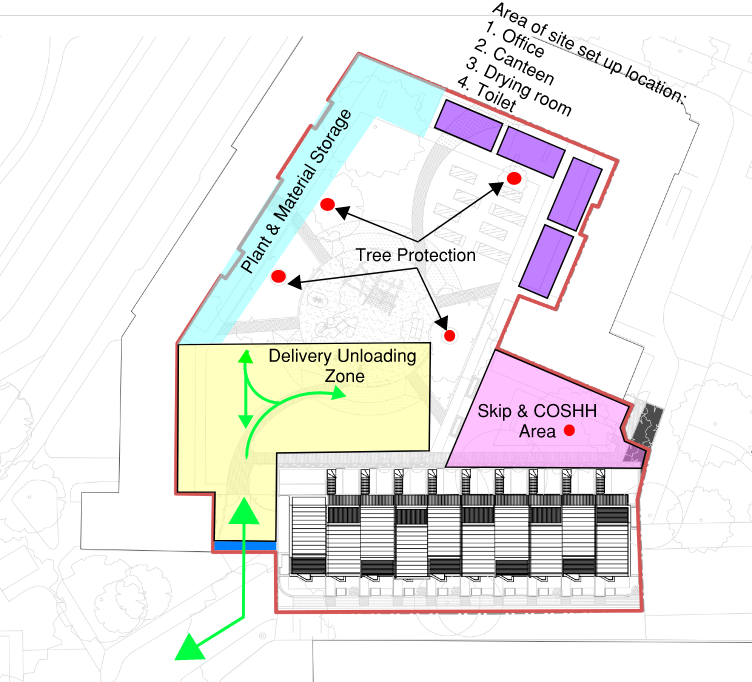 Area of site set up location:
1. Office
2. Canteen
3. Drying room
4. Toilet
Plant & Material Storage
Tree Protection
Delivery Unloading
Zone
Skip & COSHH
Area